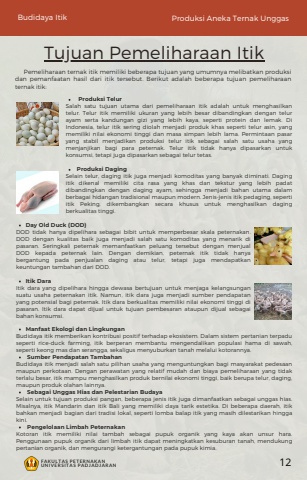 Budidaya Itik
Produksi Aneka Ternak Unggas
Tujuan Pemeliharaan Itik
Pemeliharaan ternak itik memiliki beberapa tujuan yang umumnya melibatkan produksi
dan pemanfaatan hasil dari itik tersebut. Berikut adalah beberapa tujuan pemeliharaan
ternak itik:
• Produksi Telur
Salah satu tujuan utama dari pemeliharaan itik adalah untuk menghasilkan
telur. Telur itik memiliki ukuran yang lebih besar dibandingkan dengan telur
ayam serta kandungan gizi yang lebih kaya, seperti protein dan lemak. Di
Indonesia, telur itik sering diolah menjadi produk khas seperti telur asin, yang
memiliki nilai ekonomi tinggi dan masa simpan lebih lama. Permintaan pasar
yang stabil menjadikan produksi telur itik sebagai salah satu usaha yang
menjanjikan bagi para peternak. Telur itik tidak hanya dipasarkan untuk
konsumsi, tetapi juga dipasarkan sebagai telur tetas.
• Produksi Daging
Selain telur, daging itik juga menjadi komoditas yang banyak diminati. Daging
itik dikenal memiliki cita rasa yang khas dan tekstur yang lebih padat
dibandingkan dengan daging ayam, sehingga menjadi bahan utama dalam
berbagai hidangan tradisional maupun modern. Jenis-jenis itik pedaging, seperti
itik Peking, dikembangkan secara khusus untuk menghasilkan daging
berkualitas tinggi.
• Day Old Duck (DOD)
DOD tidak hanya dipelihara sebagai bibit untuk memperbesar skala peternakan.
DOD dengan kualitas baik juga menjadi salah satu komoditas yang menarik di
pasaran. Seringkali peternak memanfaatkan peluang tersebut dengan menjual
DOD kepada peternak lain. Dengan demikian, peternak itik tidak hanya
bergantung pada penjualan daging atau telur, tetapi juga mendapatkan
keuntungan tambahan dari DOD.
• Itik Dara
Itik dara yang dipelihara hingga dewasa bertujuan untuk menjaga kelangsungan
suatu usaha peternakan itik. Namun, itik dara juga menjadi sumber pendapatan
yang potensial bagi peternak. Itik dara berkualitas memiliki nilai ekonomi tinggi di
pasaran. Itik dara dapat dijual untuk tujuan pembesaran ataupun dijual sebagai
bahan konsumsi.
• Manfaat Ekologi dan Lingkungan
Budidaya itik memberikan kontribusi positif terhadap ekosistem. Dalam sistem pertanian terpadu
seperti rice-duck farming, itik berperan membantu mengendalikan populasi hama di sawah,
seperti keong mas dan serangga, sekaligus menyuburkan tanah melalui kotorannya.
• Sumber Pendapatan Tambahan
Budidaya itik menjadi salah satu pilihan usaha yang menguntungkan bagi masyarakat pedesaan
maupun perkotaan. Dengan perawatan yang relatif mudah dan biaya pemeliharaan yang tidak
terlalu besar, itik mampu menghasilkan produk bernilai ekonomi tinggi, baik berupa telur, daging,
maupun produk olahan lainnya.
• Sebagai Unggas Hias dan Pelestarian Budaya
Selain untuk tujuan produksi pangan, beberapa jenis itik juga dimanfaatkan sebagai unggas hias.
Misalnya, itik Mandarin dan itik Bali yang memiliki daya tarik estetika. Di beberapa daerah, itik
bahkan menjadi bagian dari tradisi lokal, seperti lomba balap itik yang masih dilestarikan hingga
kini.
• Pengelolaan Limbah Peternakan
Kotoran itik memiliki nilai tambah sebagai pupuk organik yang kaya akan unsur hara.
Penggunaan pupuk organik dari limbah itik dapat meningkatkan kesuburan tanah, mendukung
pertanian organik, dan mengurangi ketergantungan pada pupuk kimia.
FAKULTAS PETERNAKAN
UNIVERSITAS PADJADJARAN
12